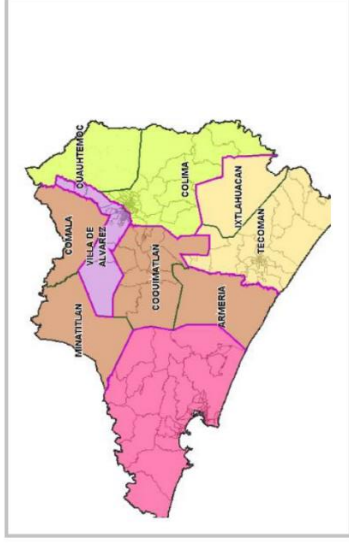 CUAUHTEMOC
COMALA
VILLA DE
ALVAREZ
COLIMA
MINATITLAN
COQUIMATLAN
IXTLAHUACAN
TECOMAN
ARMERIA